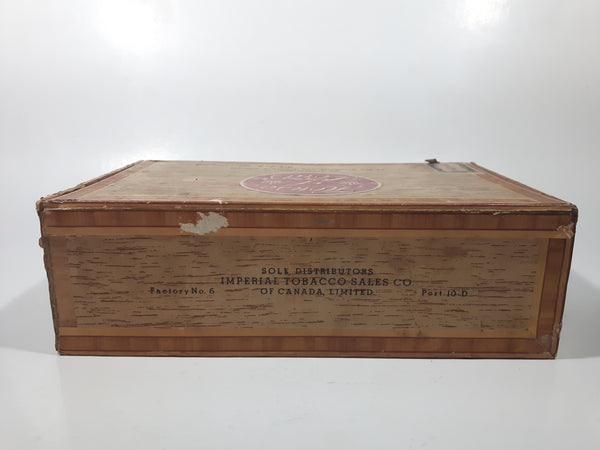 SOLE DISTRIBUTORS
IMPERIAL TOBACCO SALES CO.
Factory No. 6 OF CANADA, LIMITED Port 10-D